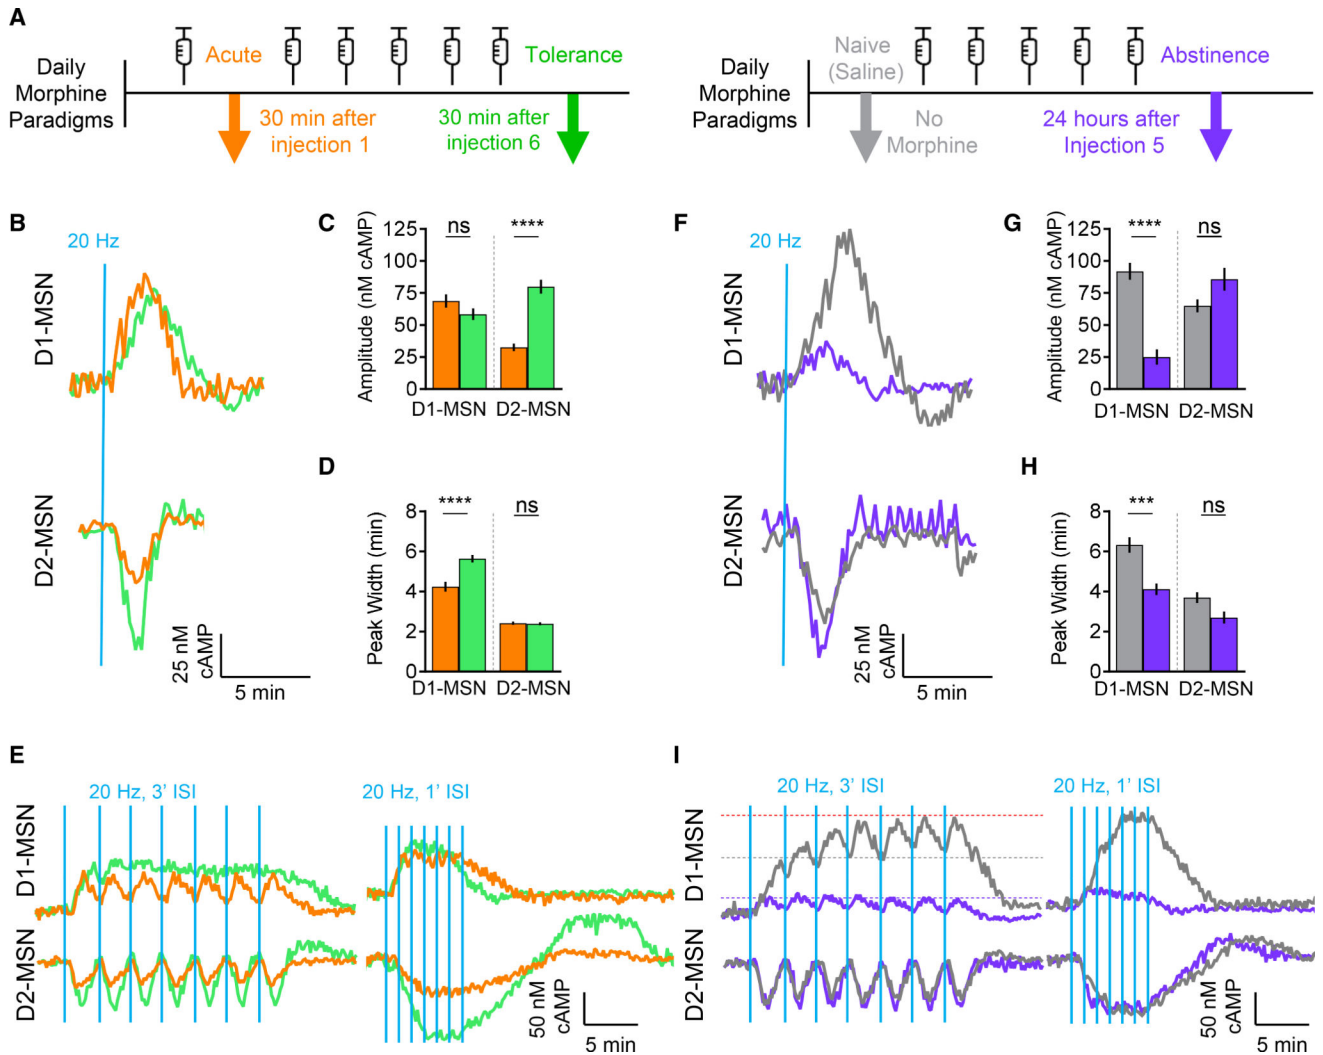 A
Daily
Morphine
Paradigms
Acute
30 min after
injection 1
30 min after
injection 6
Tolerance
Daily
Morphine
Paradigms
Naive
(Saline)
No
Morphine
24 hours after
Injection 5
Abstinence
B
20 Hz
D1-MSN
D2-MSN
25 nM
cAMP
5 min
C
Amplitude (nM cAMP)
125
100
75
50
25
0
ns
****
D1-MSN
D2-MSN
D
Peak Width (min)
8
6
4
2
0
****
ns
D1-MSN
D2-MSN
F
20 Hz
D1-MSN
D2-MSN
25 nM
cAMP
5 min
G
Amplitude (nM cAMP)
125
100
75
50
25
0
****
ns
D1-MSN
D2-MSN
H
Peak Width (min)
8
6
4
2
0
***
ns
D1-MSN
D2-MSN
E
20 Hz, 3’ ISI
20 Hz, 1’ ISI
D1-MSN
D2-MSN
50 nM
cAMP
5 min
I
20 Hz, 3’ ISI
20 Hz, 1’ ISI
D1-MSN
D2-MSN
50 nM
cAMP
5 min